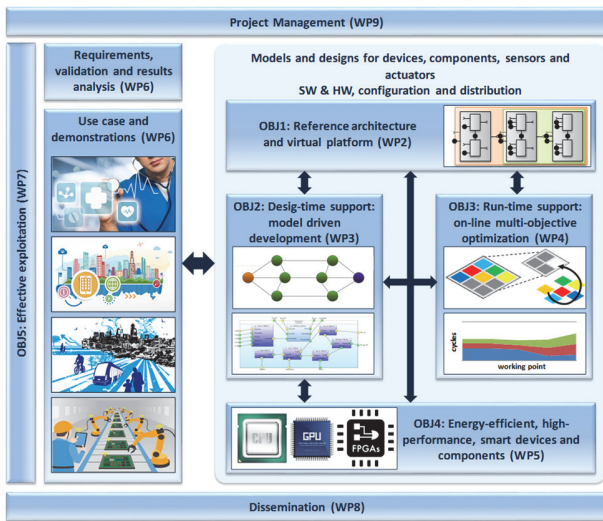 Project Management (WP9)
OBJ5: Effective exploitation (WP7)
Requirements,
validation and results
analysis (WP6)
Use case and
demonstrations (WP6)
Models and designs for devices, components, sensors and
actuators
SW & HW, configuration and distribution
OBJ1: Reference architecture
and virtual platform (WP2)
OBJ2: Desig-time support:
model driven
development (WP3)
OBJ3: Run-time support:
on-line multi-objective
optimization (WP4)
cycles
working point
CPU
GPU
FPGAs
OBJ4: Energy-efficient, high-
performance, smart devices and
components (WP5)
Dissemination (WP8)